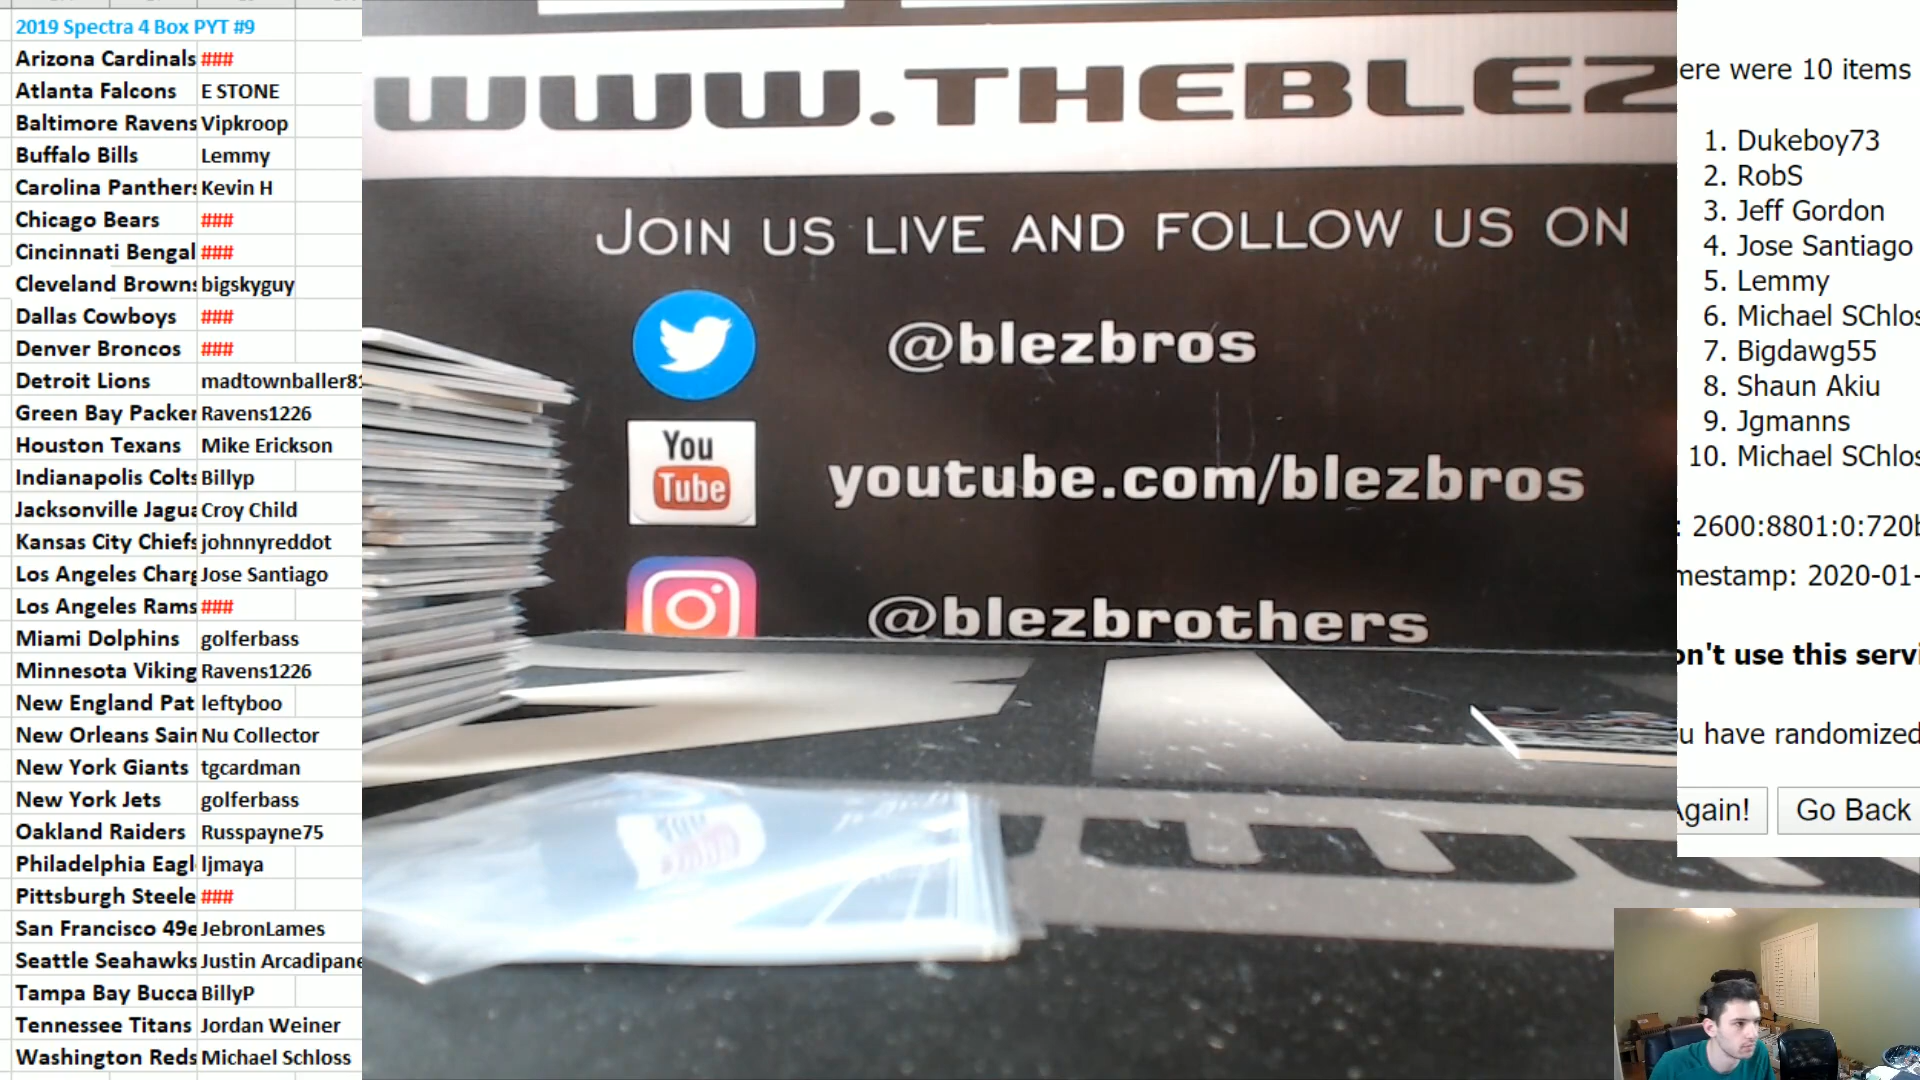 2019 Spectra 4 Box PYT #9
Arizona Cardinals ###
Atlanta Falcons E STONE
Baltimore Ravens Vipkroop
Buffalo Bills Lemmy
Carolina Panthers Kevin H
Chicago Bears ###
Cincinnati Bengal ###
Cleveland Browns bigskyguy
Dallas Cowboys ###
Denver Broncos ###
Detroit Lions madtownballer81
Green Bay Packer Ravens1226
Houston Texans Mike Erickson
Indianapolis Colts Billyp
Jacksonville Jagua Croy Child
Kansas City Chiefs johnnyreddot
Los Angeles Charg Jose Santiago
Los Angeles Rams ###
Miami Dolphins golferbass
Minnesota Viking Ravens1226
New England Pat leftyboo
New Orleans Sain Nu Collector
New York Giants tgcardman
New York Jets golferbass
Oakland Raiders Russpayne75
Philadelphia Eagl ljmaya
Pittsburgh Steele ###
San Francisco 49e JebronLames
Seattle Seahawks Justin Arcadipane
Tampa Bay Bucca BillyP
Tennessee Titans Jordan Weiner
Washington Reds Michael Schloss
WWW.THEBLEZ
JOIN US LIVE AND FOLLOW US ON
@blezbros
You
Tube
youtube.com/blezbros
@blezbrothers
ere were 10 items
1. Dukeboy73
2. RobS
3. Jeff Gordon
4. Jose Santiago
5. Lemmy
6. Michael SChlos
7. Bigdawg55
8. Shaun Akiu
9. Jgmanns
10. Michael SChlos
: 2600:8801:0:720b
mestamp: 2020-01-
on't use this servi
u have randomized
Again!
Go Back